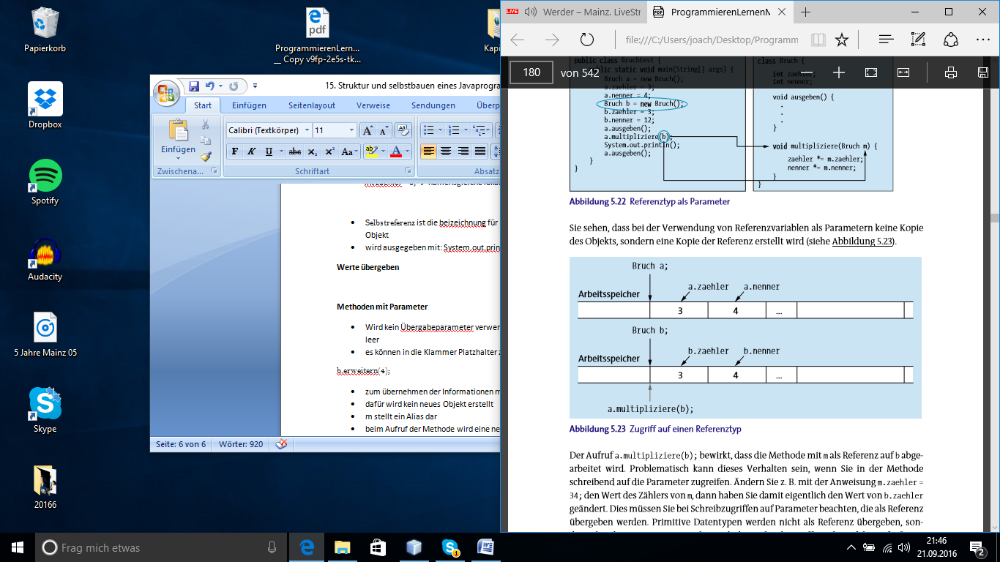 Papierkorb
Dropbox
Spotify
Audacity
5 Jahre Mainz 05
Skype
20166
ProgrammierenLern...
__ Copy v9fp-2e5s-tk...
Kapi
15. Struktur und selbstbauen eines Javaprogra
Start Einfügen Seitenlayout Verweise Sendungen Überp
Einfügen
Zwischena...
Calibri (Textkörper) 11
F K U abc x₂ x² Aa
Schriftart
Absatz
Selbstreferenz ist die beizeichnung für
Objekt
wird ausgegeben mit: System.out.prin
Werte übergeben
Methoden mit Parameter
Wird kein Übergabeparameter verwer
leer
es können in die Klammer Platzhalter z
b.erweitern(4);
zum übernehmen der Informationen m
dafür wird kein neues Objekt erstellt
m stellt ein Alias dar
beim Aufruf der Methode wird eine ne
Seite: 6 von 6 Wörter: 920
LIVE Werder – Mainz. LiveStr
PDF ProgrammierenLernenM
file:///C:/Users/joach/Desktop/Programm
180 von 542
public class Bruchtest {
public static void main(String[] args) {
Bruch a = new Bruch();
a.zaehler = 3;
a.nenner = 4;
Bruch b = new Bruch();
b.zaehler = 3;
b.nenner = 12;
a.ausgeben();
a.multipliziere(b);
System.out.println();
a.ausgeben();
}
}
class Bruch {
int zaehler;
int nenner;
void ausgeben() {
.
.
.
}
void multipliziere(Bruch m) {
zaehler *= m.zaehler;
nenner *= m.nenner;
}
}
Abbildung 5.22 Referenztyp als Parameter
Sie sehen, dass bei der Verwendung von Referenzvariablen als Parametern keine Kopie
des Objekts, sondern eine Kopie der Referenz erstellt wird (siehe Abbildung 5.23).
Bruch a;
a.zaehler a.nenner
Arbeitsspeicher
3 4 ...
Bruch b;
b.zaehler b.nenner
Arbeitsspeicher
3 4 ...
a.multipliziere(b);
Abbildung 5.23 Zugriff auf einen Referenztyp
Der Aufruf a.multipliziere(b); bewirkt, dass die Methode mit m als Referenz auf b abge-
arbeitet wird. Problematisch kann dieses Verhalten sein, wenn Sie in der Methode
schreibend auf die Parameter zugreifen. Ändern Sie z. B. mit der Anweisung m.zaehler =
34; den Wert des Zählers von m, dann haben Sie damit eigentlich den Wert von b.zaehler
geändert. Dies müssen Sie bei Schreibzugriffen auf Parameter beachten, die als Referenz
übergeben werden. Primitive Datentypen werden nicht als Referenz übergeben, son-
Frag mich etwas
21:46
21.09.2016
2